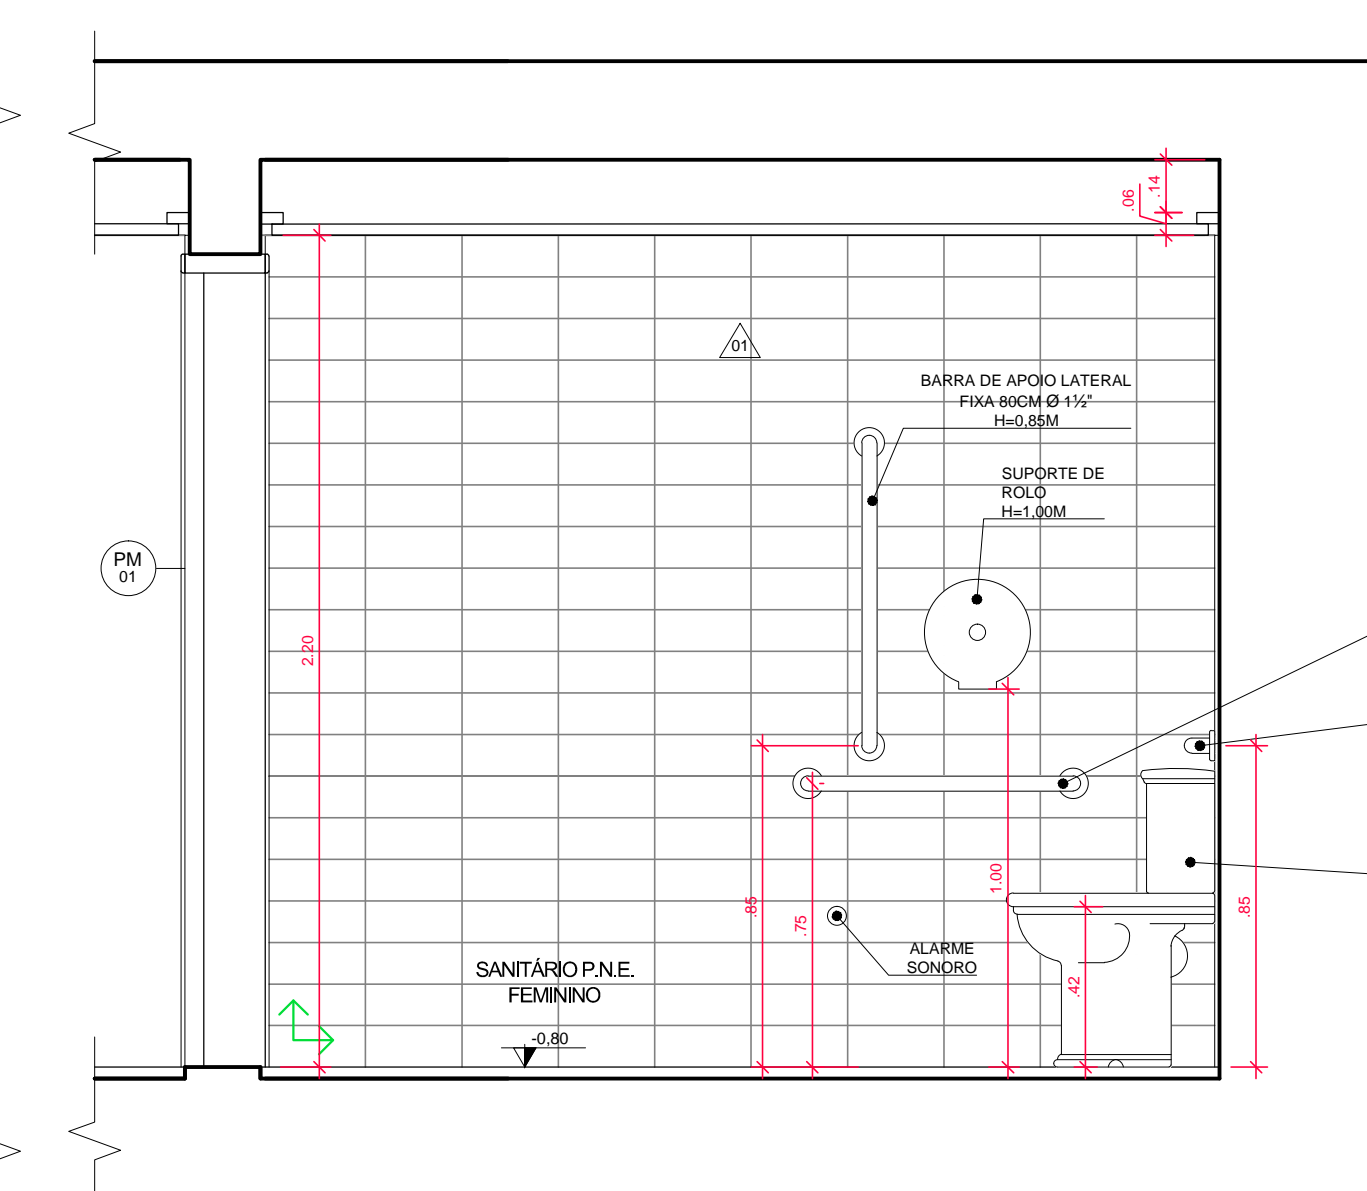 .14
.06
01
BARRA DE APOIO LATERAL
FIXA 80CM Ø 1½"
H=0,85M
SUPORTE DE
ROLO
H=1,00M
PM
01
2.20
1.00
.85
.85
.75
ALARME
SONORO
SANITÁRIO P.N.E.
FEMININO
.42
-0,80